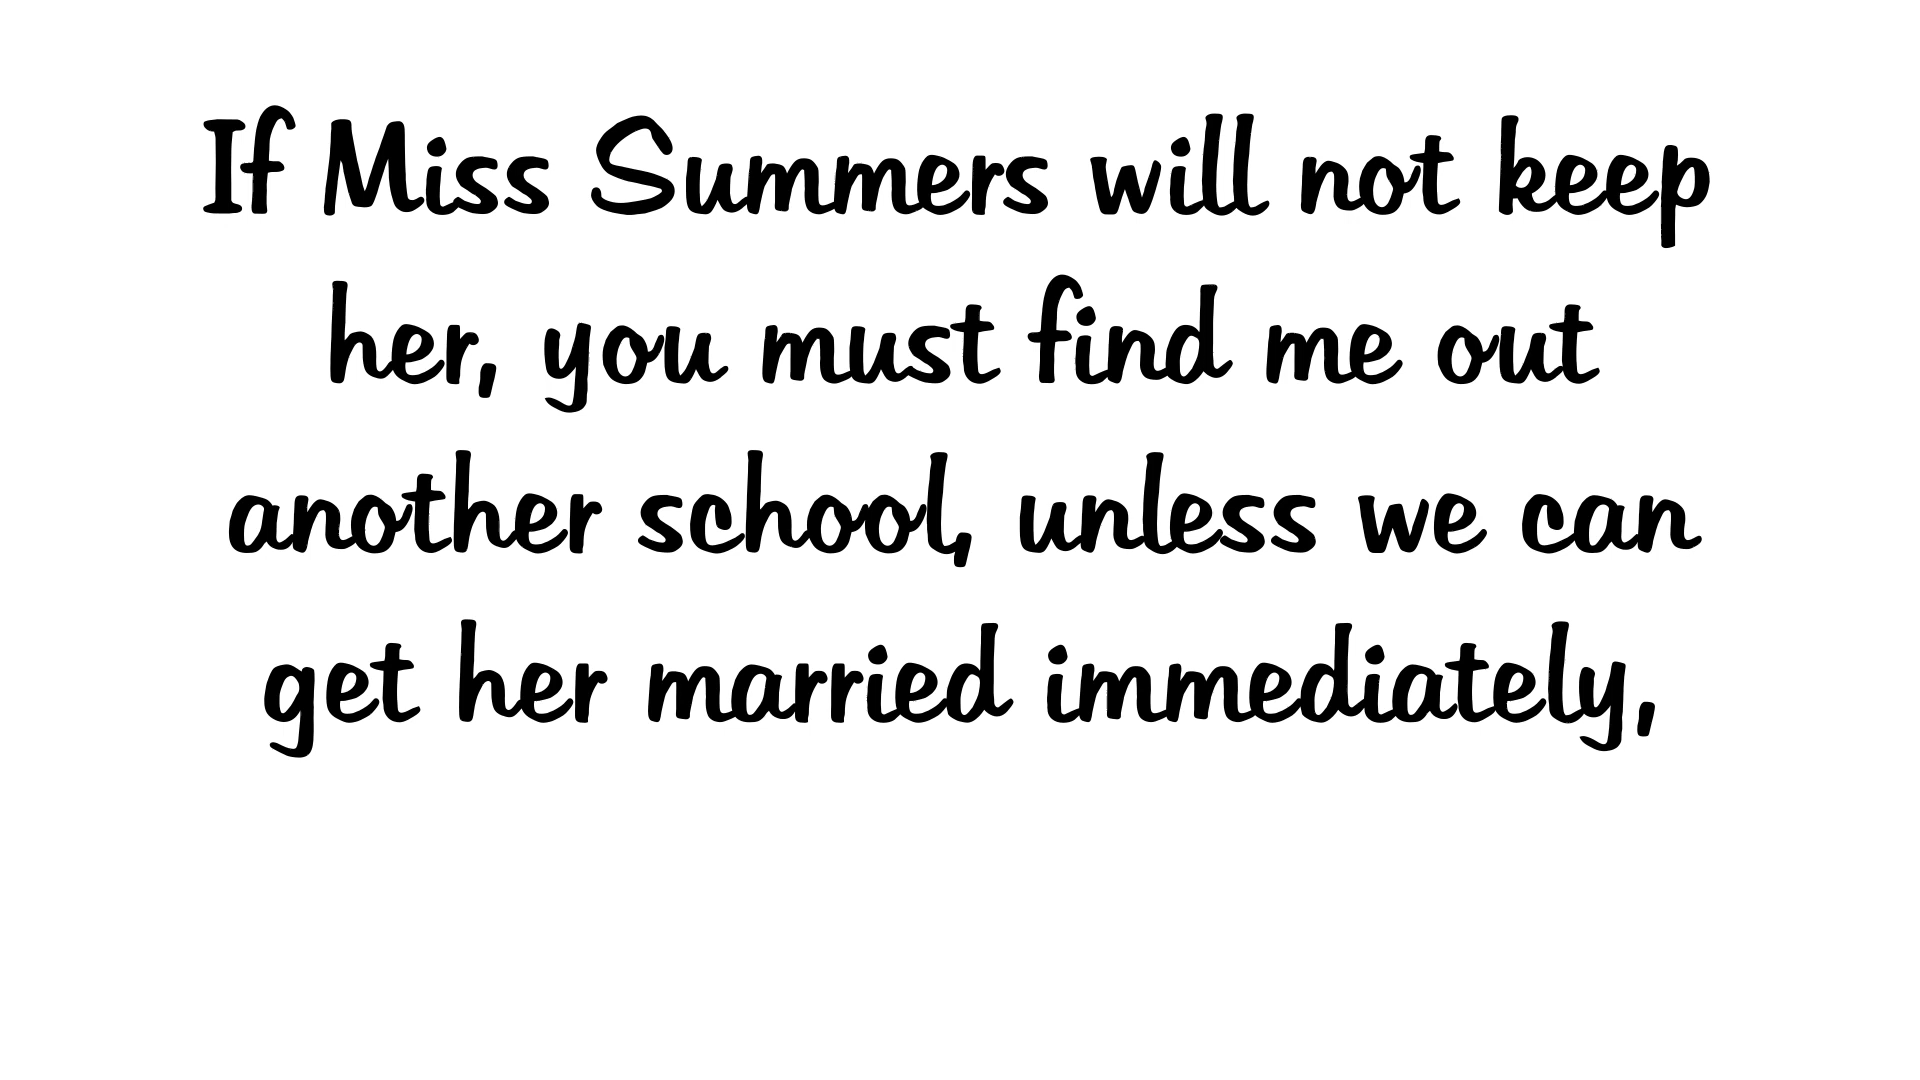 If Miss Summers will not keep
her, you must find me out
another school, unless we can
get her married immediately,